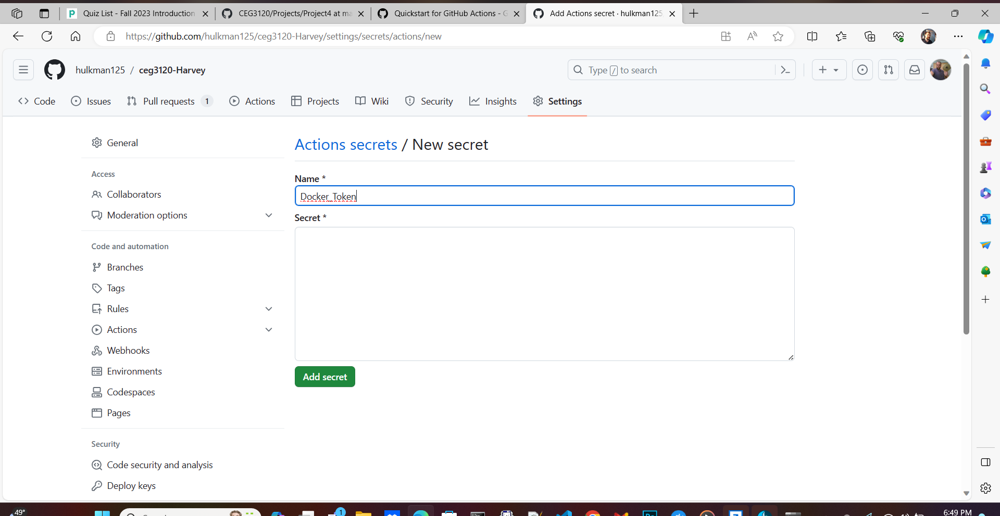 Quiz List - Fall 2023 Introduction
CEG3120/Projects/Project4 at ma
Quickstart for GitHub Actions - G
Add Actions secret · hulkman125
https://github.com/hulkman125/ceg3120-Harvey/settings/secrets/actions/new
hulkman125 / ceg3120-Harvey
Type / to search
Code
Issues
Pull requests 1
Actions
Projects
Wiki
Security
Insights
Settings
General
Access
Collaborators
Moderation options
Code and automation
Branches
Tags
Rules
Actions
Webhooks
Environments
Codespaces
Pages
Security
Code security and analysis
Deploy keys
Actions secrets / New secret
Name *
Docker_Token
Secret *
Add secret
49°
1
6:49 PM